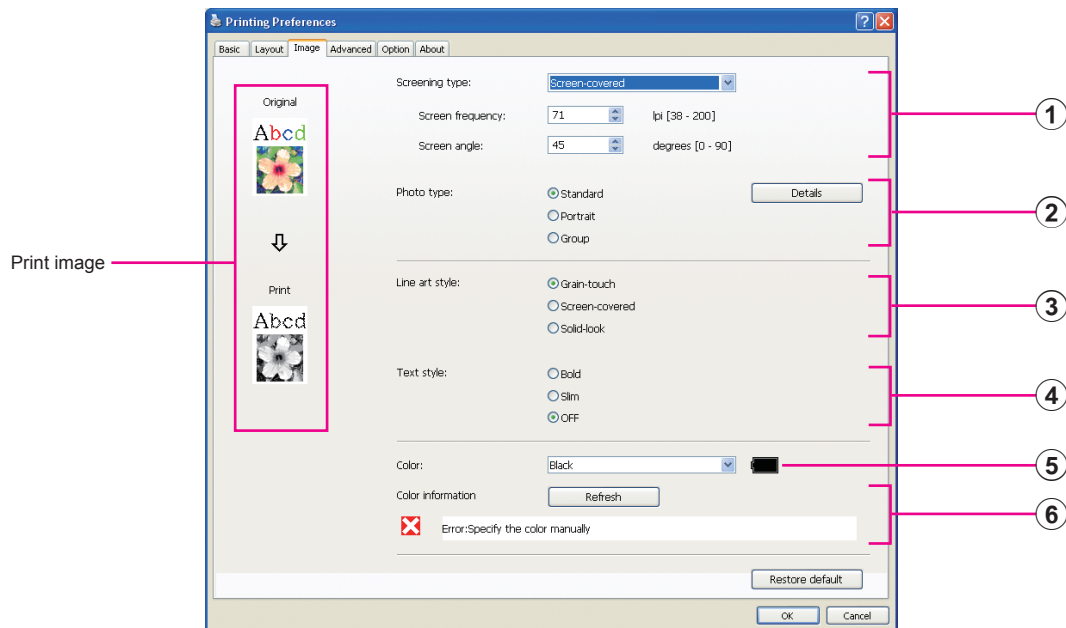 Printing Preferences
Basic Layout Image Advanced Option About
Print image
Original
Abcd
Print
Abcd
Screening type: Screen-covered
Screen frequency: 71 lpi [38 - 200]
Screen angle: 45 degrees [0 - 90]
1
Photo type: Standard Details
Portrait
Group
2
Line art style: Grain-touch
Screen-covered
Solid-look
3
Text style: Bold
Slim
OFF
4
Color: Black
5
Color information Refresh
Error:Specify the color manually
6
Restore default
OK Cancel